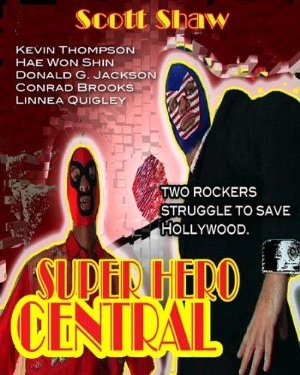 Scott Shaw
KEVIN THOMPSON
HAE WON SHIN
DONALD G. JACKSON
CONRAD BROOKS
LINNEA QUIGLEY
TWO ROCKERS
STRUGGLE TO SAVE
HOLLYWOOD.
SUPER HERO
CENTRAL